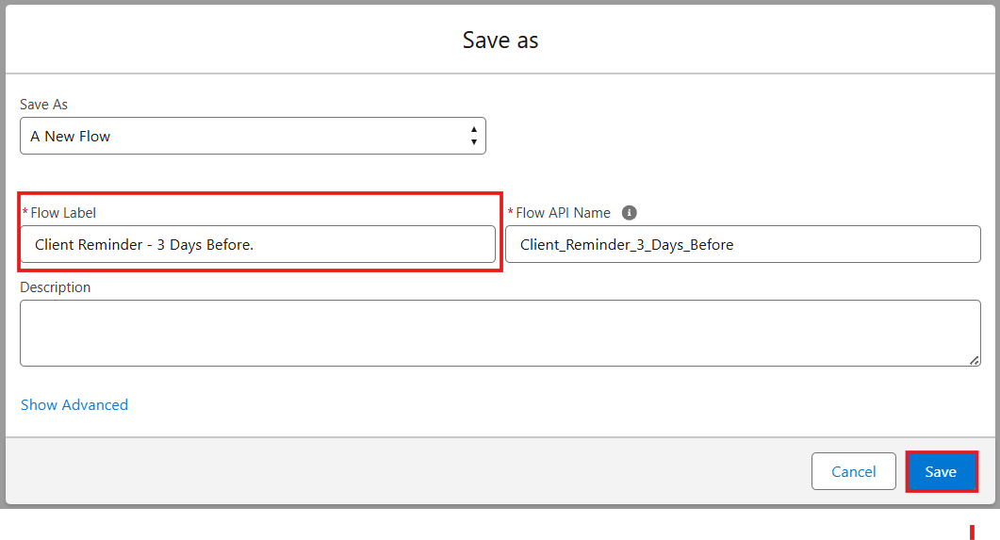 Save as
Save As
A New Flow
* Flow Label
* Flow API Name
Client Reminder - 3 Days Before.
Client_Reminder_3_Days_Before
Description
Show Advanced
Cancel
Save